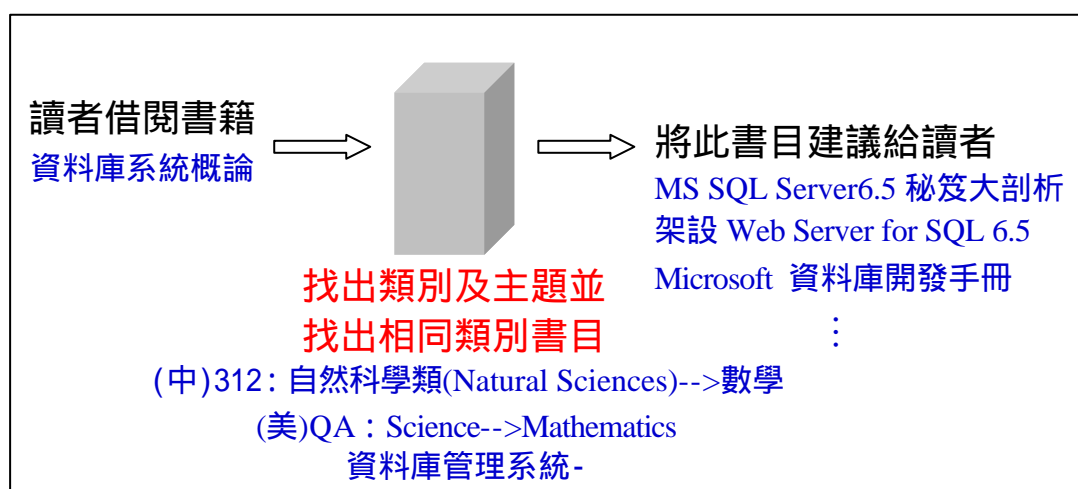 讀者借閱書籍
資料庫系統概論
找出類別及主題並
找出相同類別書目
(中)312：自然科學類(Natural Sciences)-->數學
(美)QA：Science-->Mathematics
資料庫管理系統-
將此書目建議給讀者
MS SQL Server6.5 秘笈大剖析
架設 Web Server for SQL 6.5
Microsoft 資料庫開發手冊
⋮